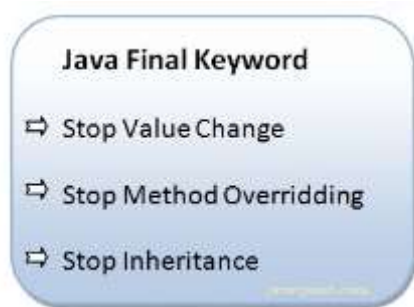 Java Final Keyword
⇨ Stop Value Change
⇨ Stop Method Overridding
⇨ Stop Inheritance